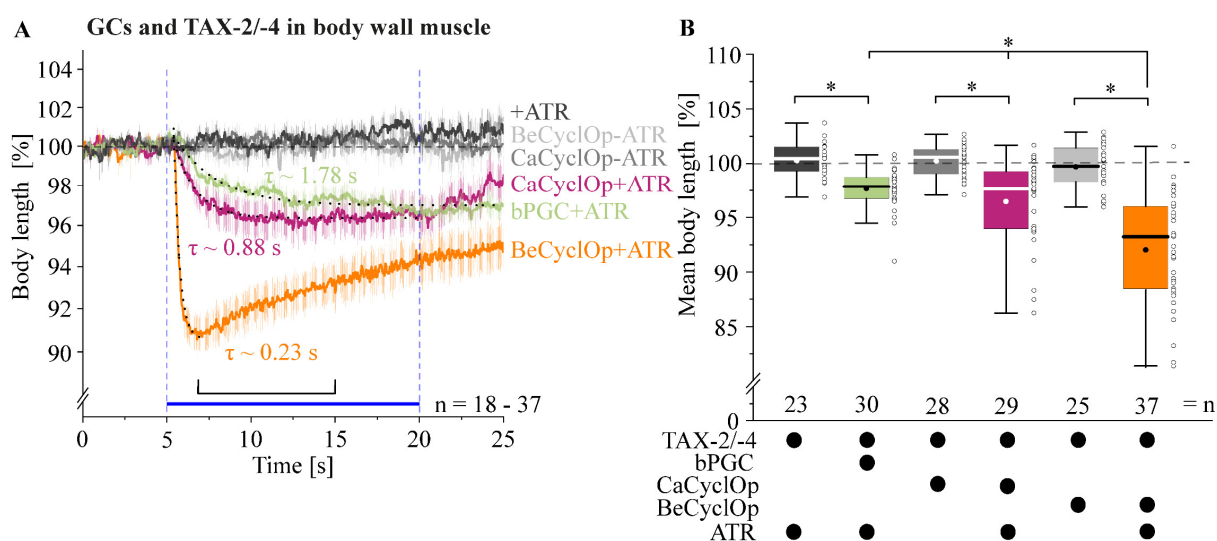 A GCs and TAX-2/-4 in body wall muscle
Body length [%]
104
102
100
98
96
94
92
90
+ATR
BeCyclOp-ATR
CaCyclOp-ATR
CaCyclOp+ATR
bPGC+ATR
BeCyclOp+ATR
τ ~ 1.78 s
τ ~ 0.88 s
τ ~ 0.23 s
n = 18 - 37
0 5 10 15 20 25
Time [s]
B
Mean body length [%]
110
105
100
95
90
85
0
*
* * *
23 30 28 29 25 37 = n
TAX-2/-4
bPGC
CaCyclOp
BeCyclOp
ATR